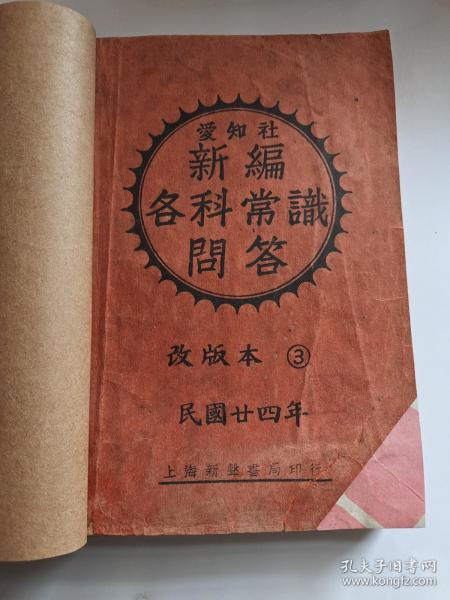 愛知社
新編
各科常識
問答
改版本 ③
民國廿四年
上海新聲書局印行
孔夫子旧书网
www.kongfz.com